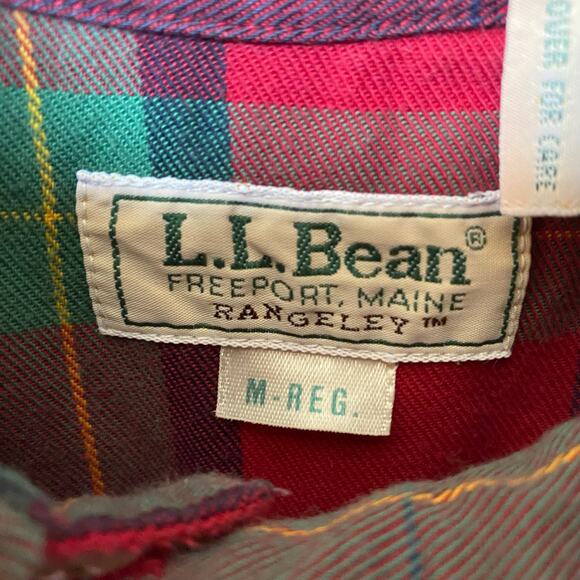 L.L.Bean®
FREEPORT, MAINE
RANGELEY™
M-REG.
OVER FOR CARE